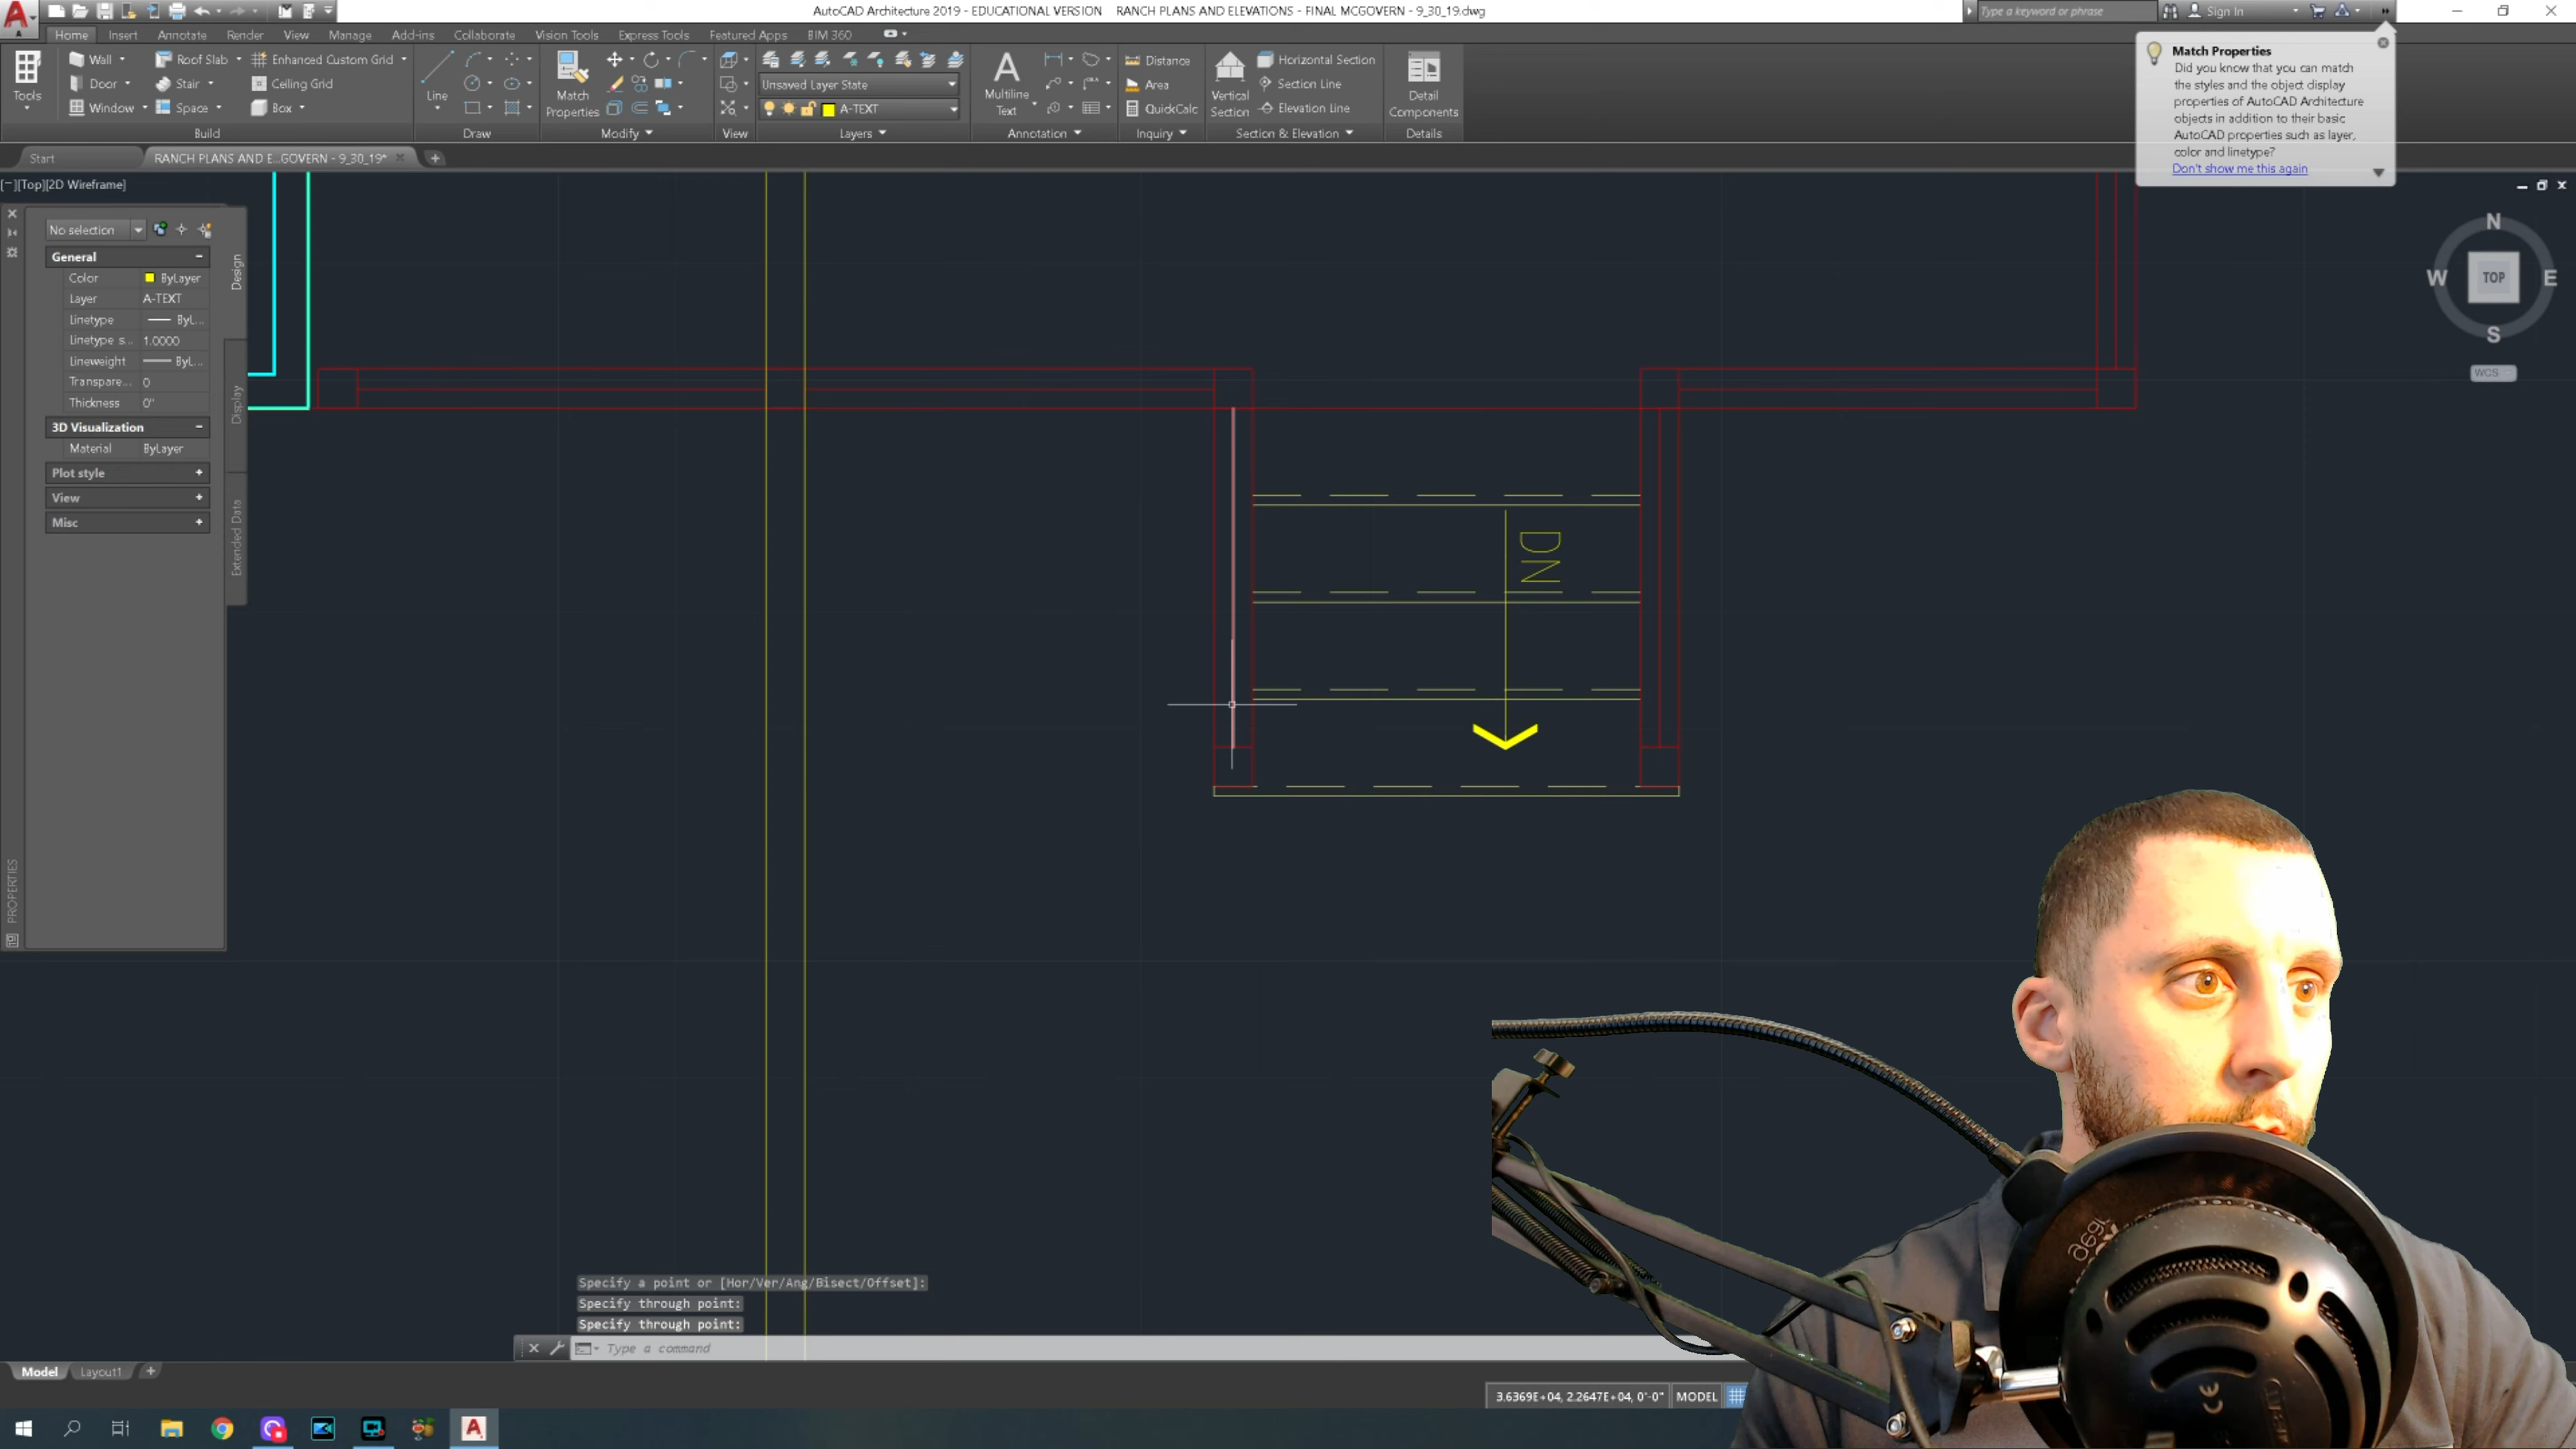 AutoCAD Architecture 2019 - EDUCATIONAL VERSION RANCH PLANS AND ELEVATIONS - FINAL MCGOVERN - 9_30_19.dwg
Type a keyword or phrase
Sign In
Home Insert Annotate Render View Manage Add-ins Collaborate Vision Tools Express Tools Featured Apps BIM 360
Tools
Wall
Door
Window
Roof Slab
Stair
Space
Enhanced Custom Grid
Ceiling Grid
Box
Build
Line
Draw
Match
Properties
Modify
View
Unsaved Layer State
A-TEXT
Layers
Multiline
Text
Annotation
Distance
Area
QuickCalc
Inquiry
Vertical
Section
Horizontal Section
Section Line
Elevation Line
Section & Elevation
Detail
Components
Details
Match Properties
Did you know that you can match
the styles and the object display
properties of AutoCAD Architecture
objects in addition to their basic
AutoCAD properties such as layer,
color and linetype?
Don't show me this again
Start
RANCH PLANS AND E...GOVERN - 9_30_19*
[−][Top][2D Wireframe]
No selection
General
Color ByLayer
Layer A-TEXT
Linetype ByL...
Linetype s... 1.0000
Lineweight ByL...
Transpare... 0
Thickness 0"
3D Visualization
Material ByLayer
Plot style
View
Misc
Design
Display
Extended Data
PROPERTIES
N
W TOP E
S
WCS
DN
Specify a point or [Hor/Ver/Ang/Bisect/Offset]:
Specify through point:
Specify through point:
Type a command
Model Layout1
3.6369E+04, 2.2647E+04, 0'-0" MODEL